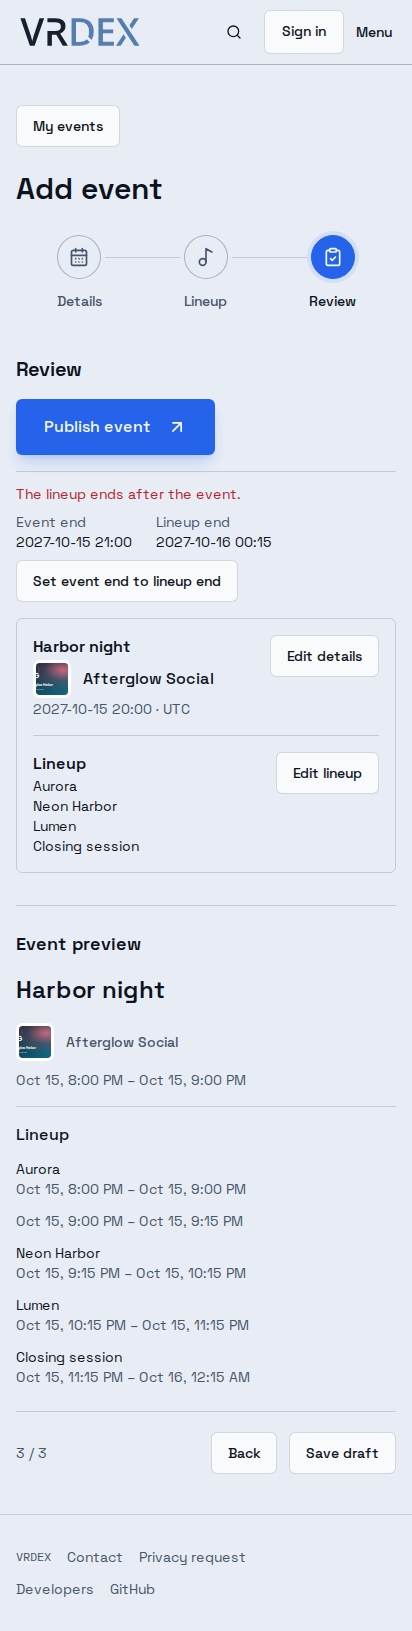 VRDEX
Sign in
Menu
My events
Add event
Details
Lineup
Review
Review
Publish event
The lineup ends after the event.
Event end
Lineup end
2027-10-15 21:00
2027-10-16 00:15
Set event end to lineup end
Harbor night
Edit details
Afterglow Social
2027-10-15 20:00 · UTC
Lineup
Edit lineup
Aurora
Neon Harbor
Lumen
Closing session
Event preview
Harbor night
Afterglow Social
Oct 15, 8:00 PM – Oct 15, 9:00 PM
Lineup
Aurora
Oct 15, 8:00 PM – Oct 15, 9:00 PM
Oct 15, 9:00 PM – Oct 15, 9:15 PM
Neon Harbor
Oct 15, 9:15 PM – Oct 15, 10:15 PM
Lumen
Oct 15, 10:15 PM – Oct 15, 11:15 PM
Closing session
Oct 15, 11:15 PM – Oct 16, 12:15 AM
3 / 3
Back
Save draft
VRDEX Contact Privacy request
Developers GitHub